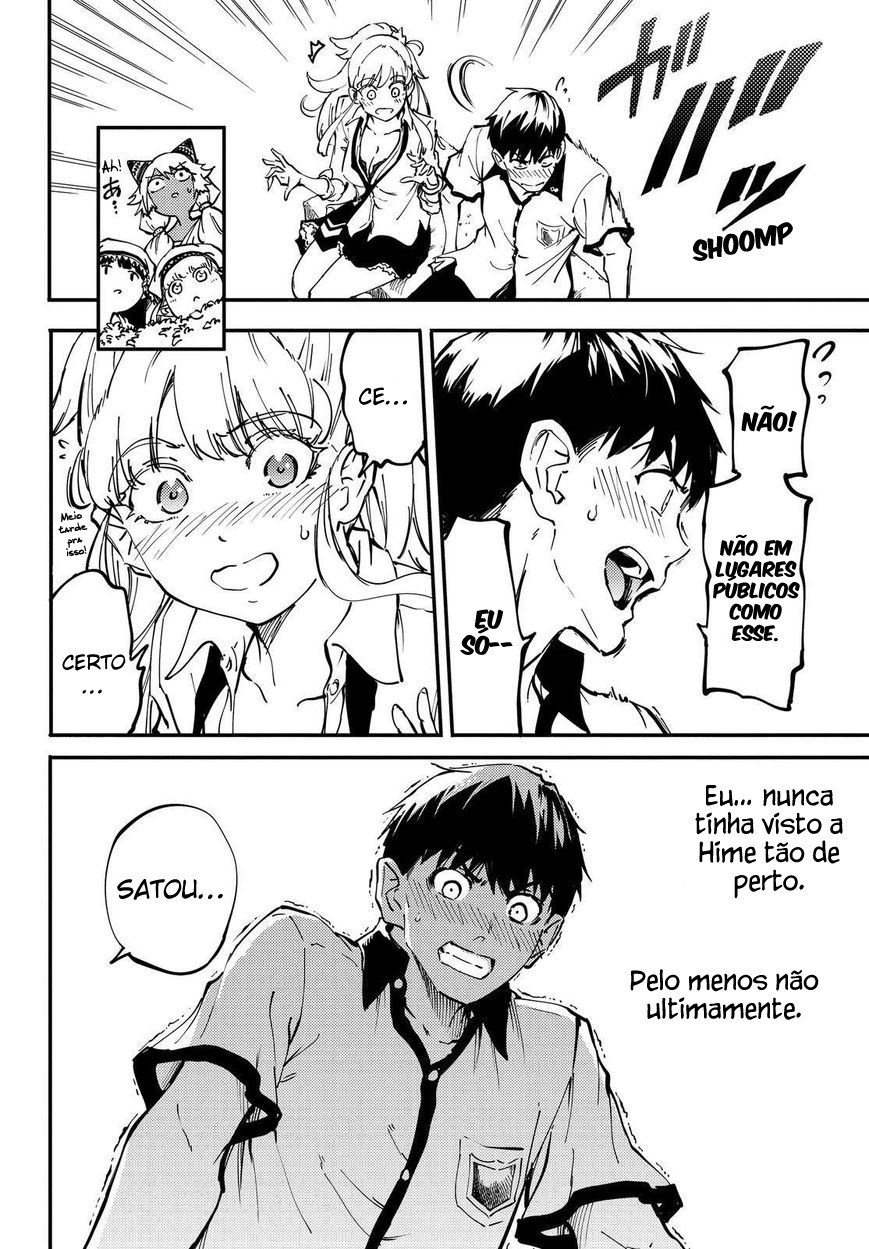 ガバッ
SHOOMP
Ah!
あ…
NÃO!
NÃO EM
LUGARES
PÚBLICOS
COMO
ESSE.
EU
SÓ--
CE...
Meio
tarde
pra
isso!
CERTO
...
Eu... nunca
tinha visto a
Hime tão de
perto.
SATOU...
Pelo menos não
ultimamente.